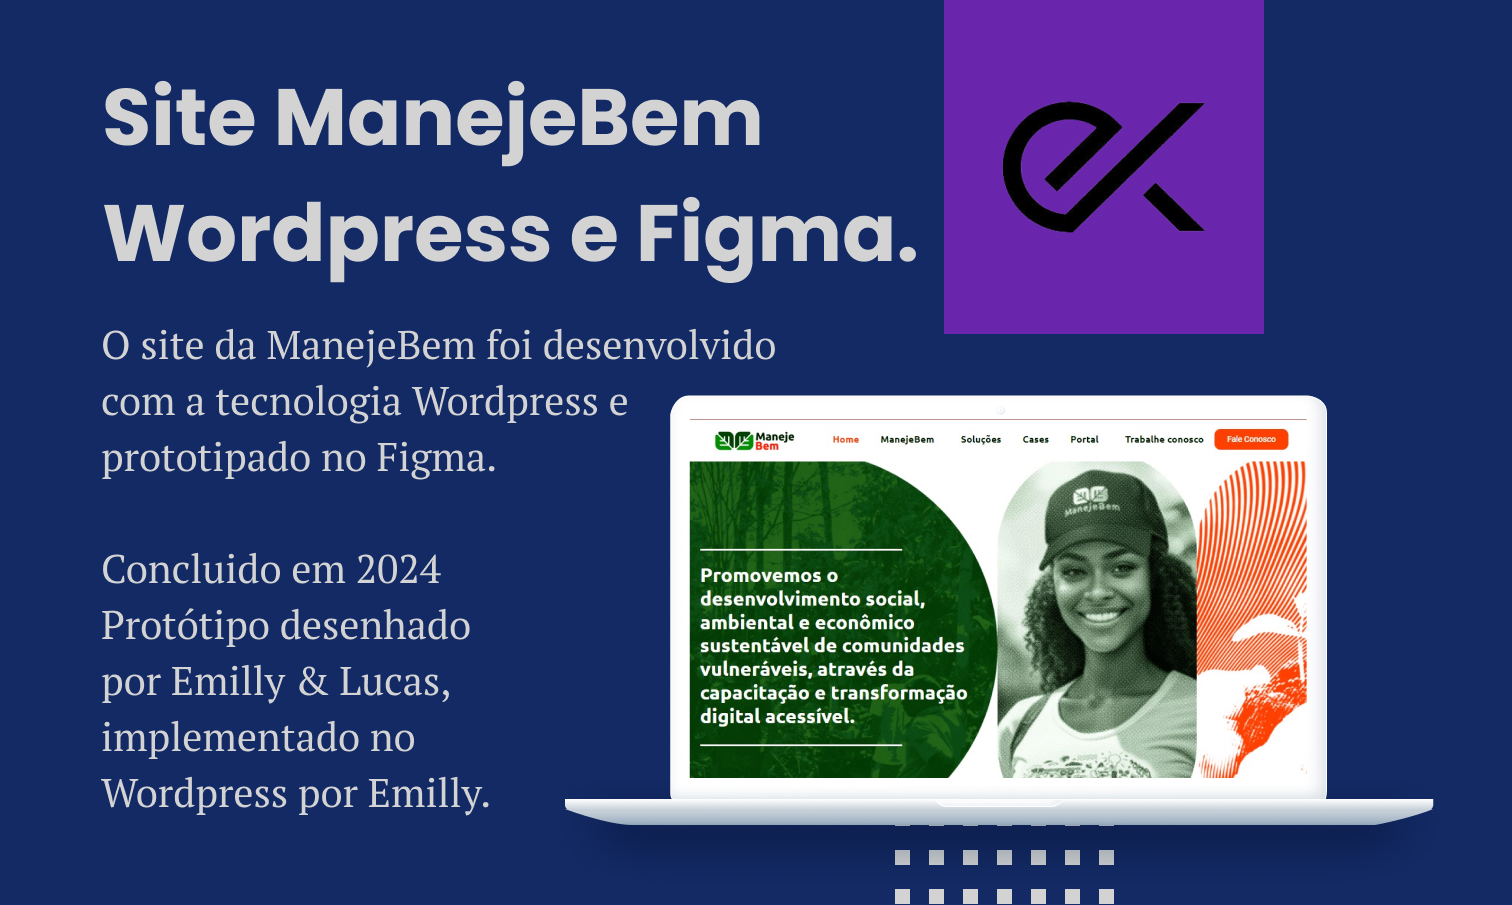 Site ManejeBem
Wordpress e Figma.
O site da ManejeBem foi desenvolvido
com a tecnologia Wordpress e
prototipado no Figma.
Concluido em 2024
Protótipo desenhado
por Emilly & Lucas,
implementado no
Wordpress por Emilly.
Maneje
Bem
Home ManejeBem Soluções Cases Portal Trabalhe conosco Fale Conosco
ManejeBem
Promovemos o
desenvolvimento social,
ambiental e econômico
sustentável de comunidades
vulneráveis, através da
capacitação e transformação
digital acessível.